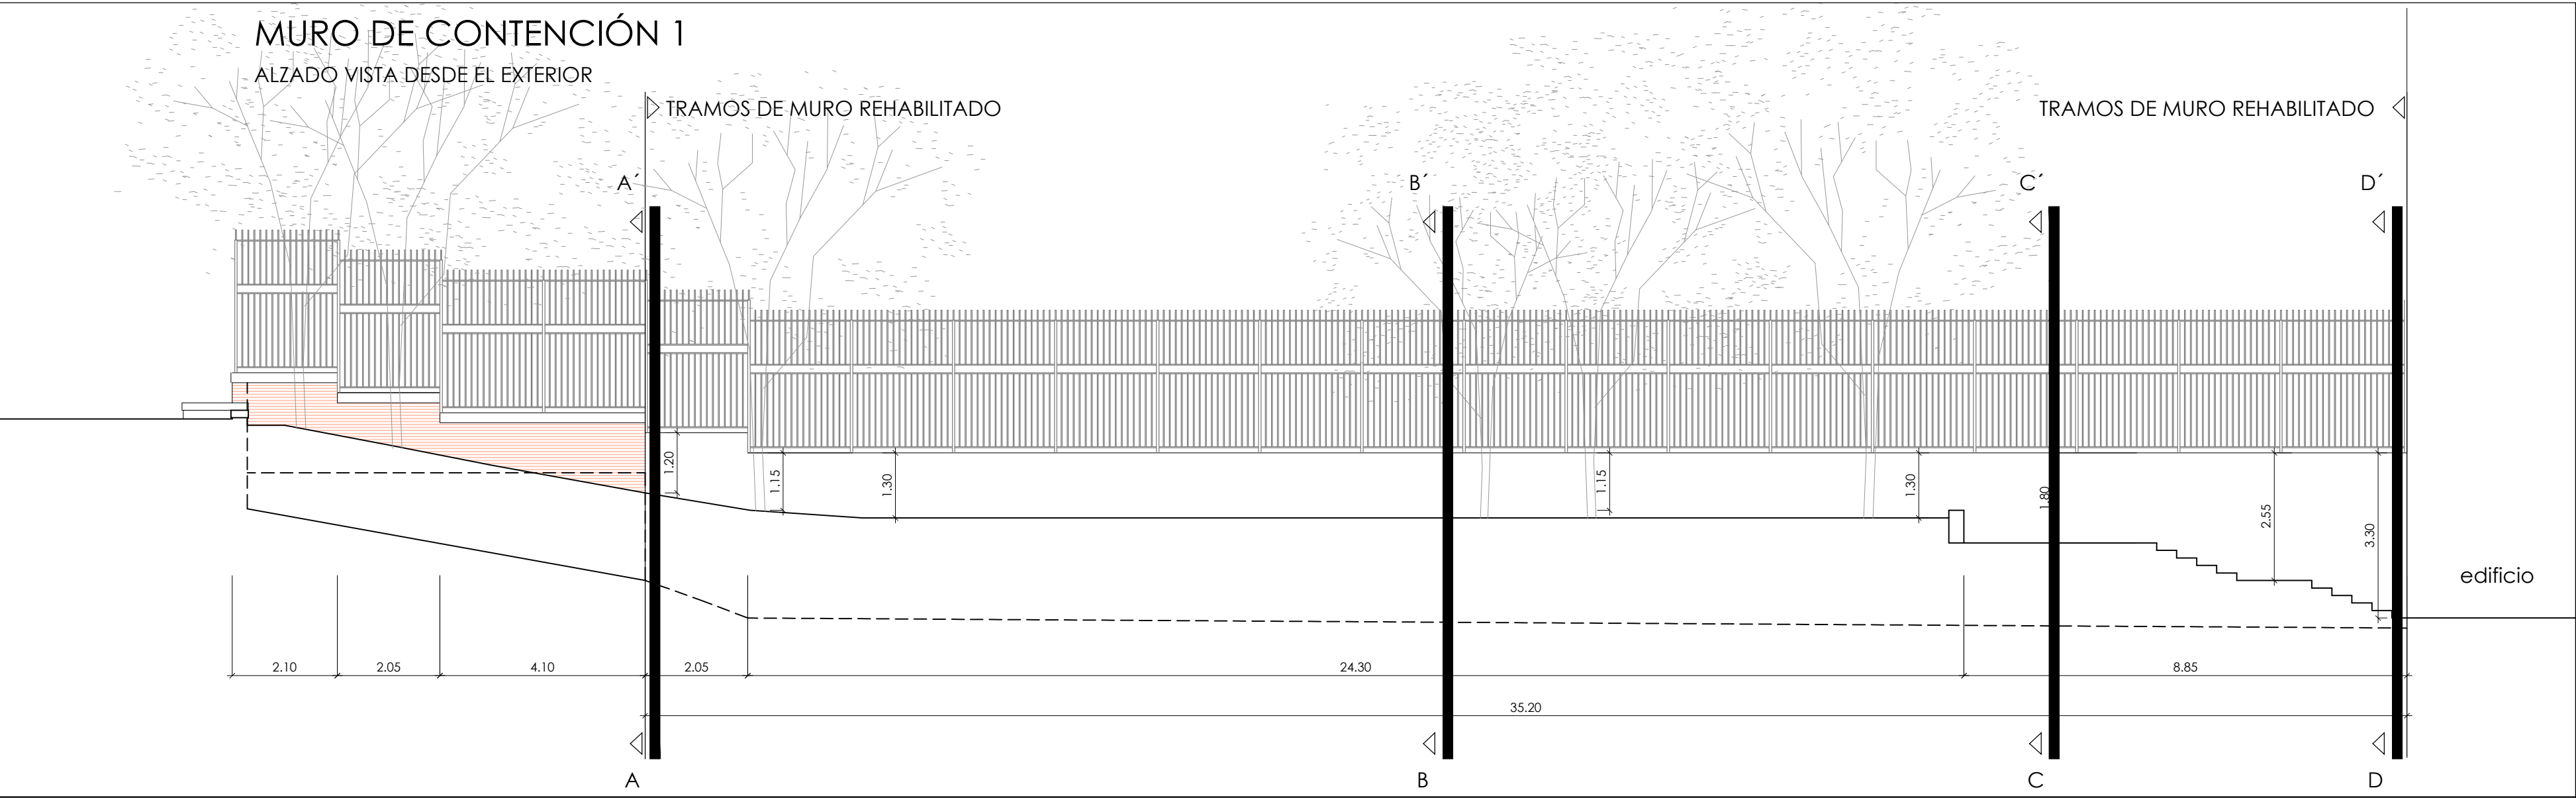 MURO DE CONTENCIÓN 1
ALZADO VISTA DESDE EL EXTERIOR
TRAMOS DE MURO REHABILITADO
TRAMOS DE MURO REHABILITADO
A´
B´
C´
D´
1.20
1.15
1.30
1.15
1.30
1.80
2.55
3.30
edificio
2.10
2.05
4.10
2.05
24.30
8.85
35.20
A
B
C
D